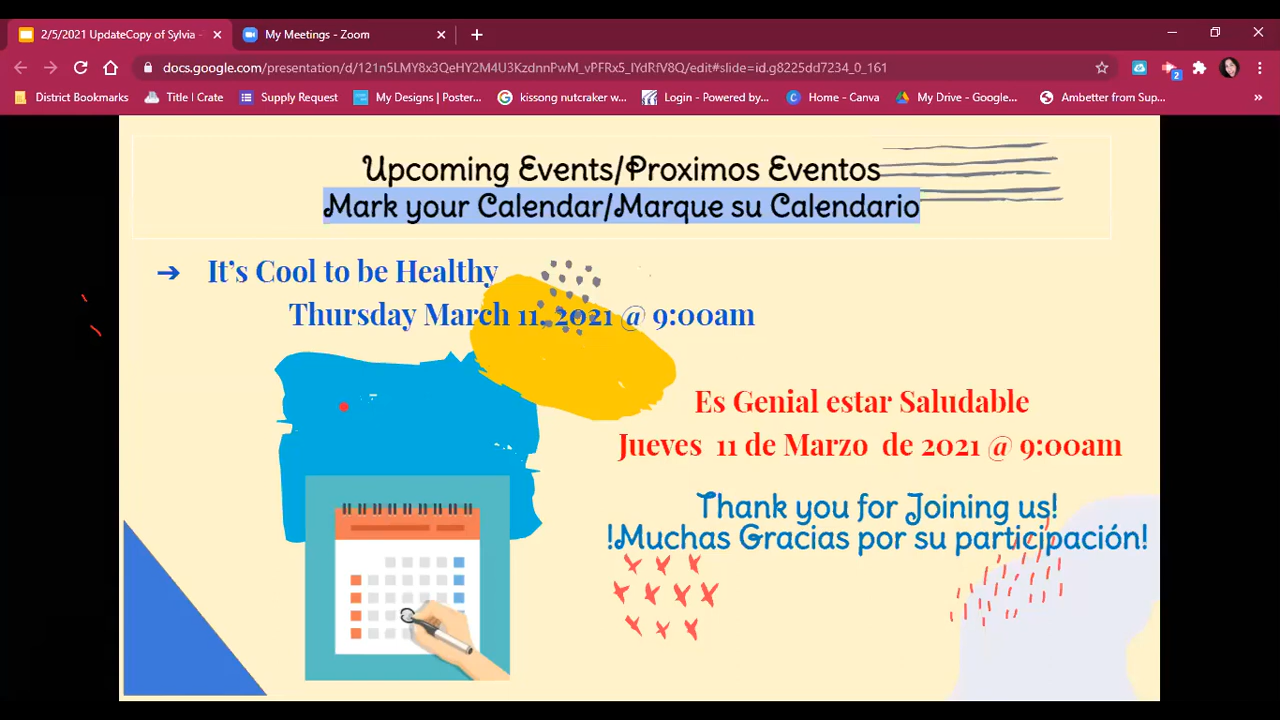 2/5/2021 UpdateCopy of Sylvia -
My Meetings - Zoom
docs.google.com/presentation/d/121n5LMY8x3QeHY2M4U3KzdnnPwM_vPFRx5_IYdRfV8Q/edit#slide=id.g8225dd7234_0_161
2
District Bookmarks
Title I Crate
Supply Request
My Designs | Poster...
kissong nutcraker w...
Login - Powered by...
Home - Canva
My Drive - Google...
Ambetter from Sup...
»
Upcoming Events/Proximos Eventos
Mark your Calendar/Marque su Calendario
➔ It's Cool to be Healthy
Thursday March 11, 2021 @ 9:00am
Es Genial estar Saludable
Jueves 11 de Marzo de 2021 @ 9:00am
Thank you for Joining us!
!Muchas Gracias por su participación!